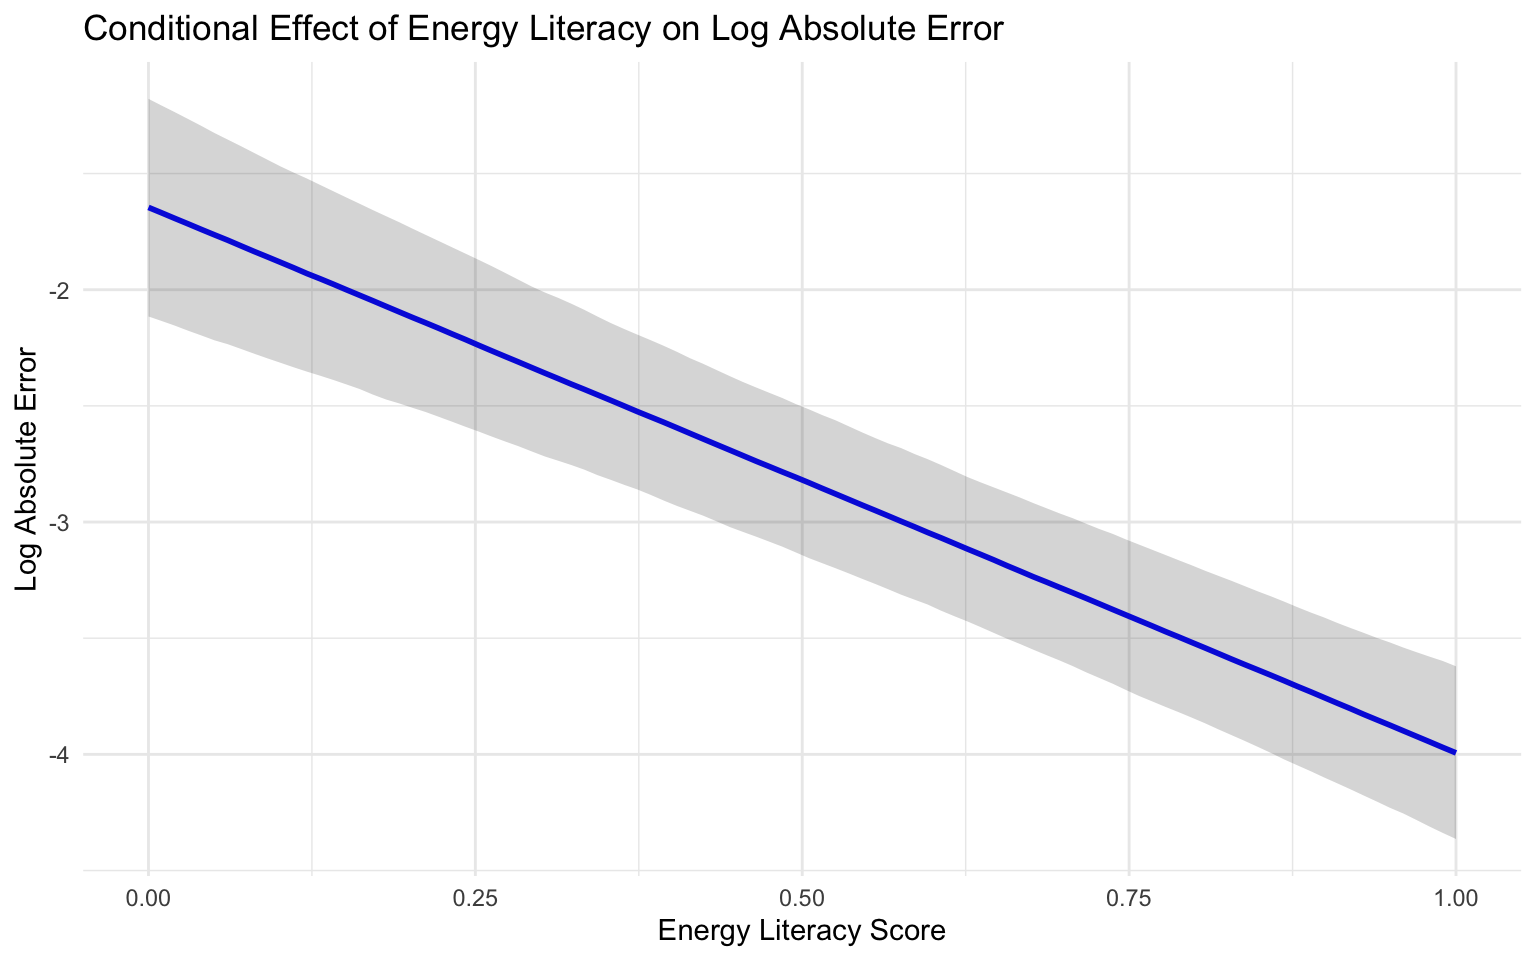 Conditional Effect of Energy Literacy on Log Absolute Error
Log Absolute Error
-2
-3
-4
0.00
0.25
0.50
0.75
1.00
Energy Literacy Score